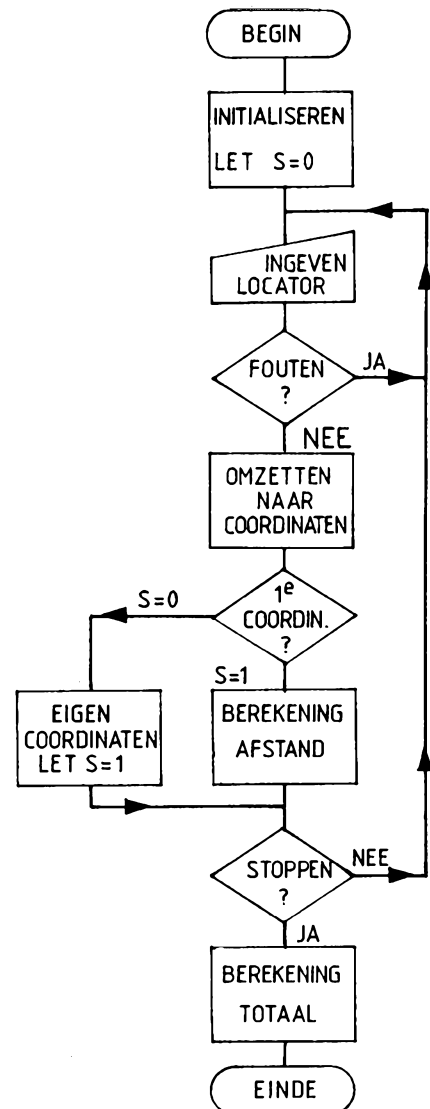 BEGIN
INITIALISEREN
LET S=0
INGEVEN
LOCATOR
FOUTEN
?
JA
NEE
OMZETTEN
NAAR
COORDINATEN
1e
COORDIN.
?
S=0
S=1
EIGEN
COORDINATEN
LET S=1
BEREKENING
AFSTAND
STOPPEN
?
NEE
JA
BEREKENING
TOTAAL
EINDE